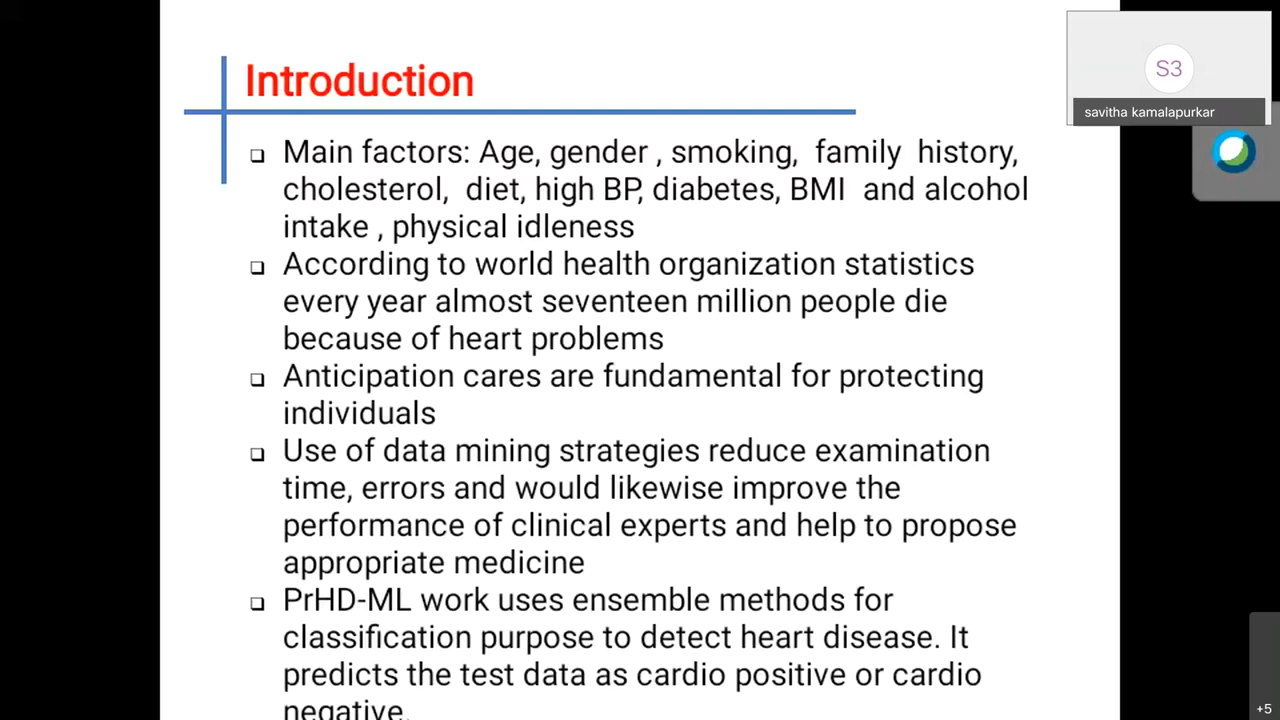 Introduction
Main factors: Age, gender , smoking, family history,
cholesterol, diet, high BP, diabetes, BMI and alcohol
intake , physical idleness
According to world health organization statistics
every year almost seventeen million people die
because of heart problems
Anticipation cares are fundamental for protecting
individuals
Use of data mining strategies reduce examination
time, errors and would likewise improve the
performance of clinical experts and help to propose
appropriate medicine
PrHD-ML work uses ensemble methods for
classification purpose to detect heart disease. It
predicts the test data as cardio positive or cardio
negative.
S3
savitha kamalapurkar
+5